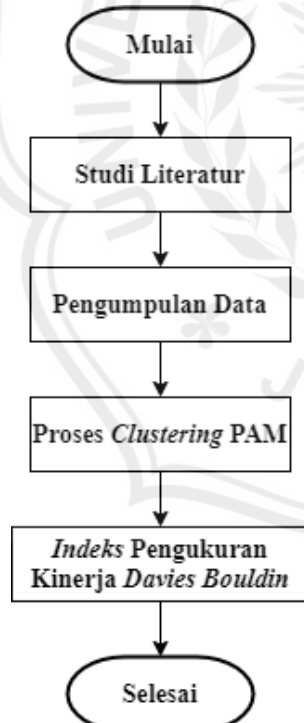 Mulai
Studi Literatur
Pengumpulan Data
Proses Clustering PAM
Indeks Pengukuran
Kinerja Davies Bouldin
Selesai